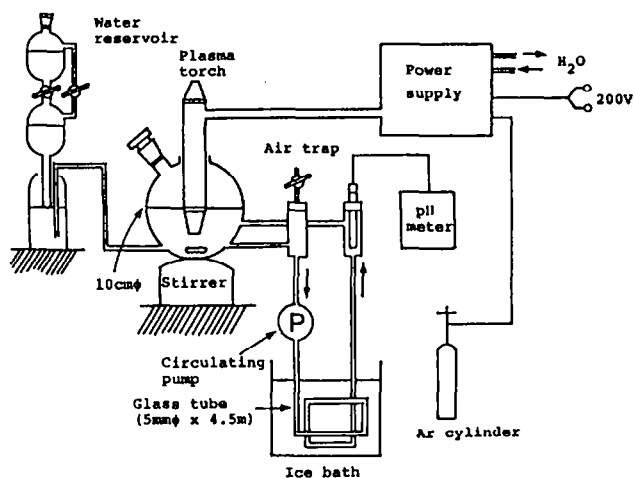 Water
reservoir
Plasma
torch
Power
supply
H₂O
200V
Air trap
pH
meter
10cmφ
Stirrer
P
Circulating
pump
Glass tube
(5mmφ x 4.5m)
Ar cylinder
Ice bath